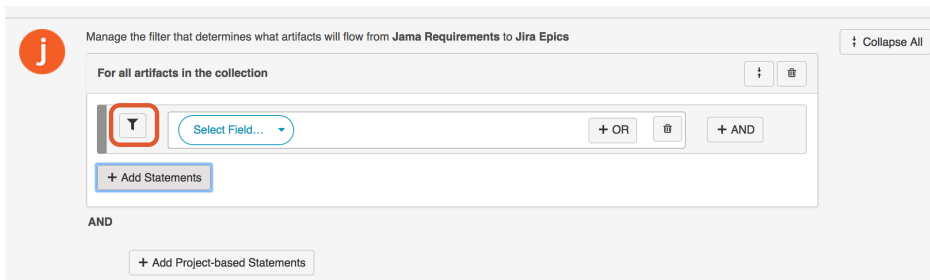 j
Manage the filter that determines what artifacts will flow from Jama Requirements to Jira Epics
Collapse All
For all artifacts in the collection
Select Field...
+ OR
+ AND
+ Add Statements
AND
+ Add Project-based Statements